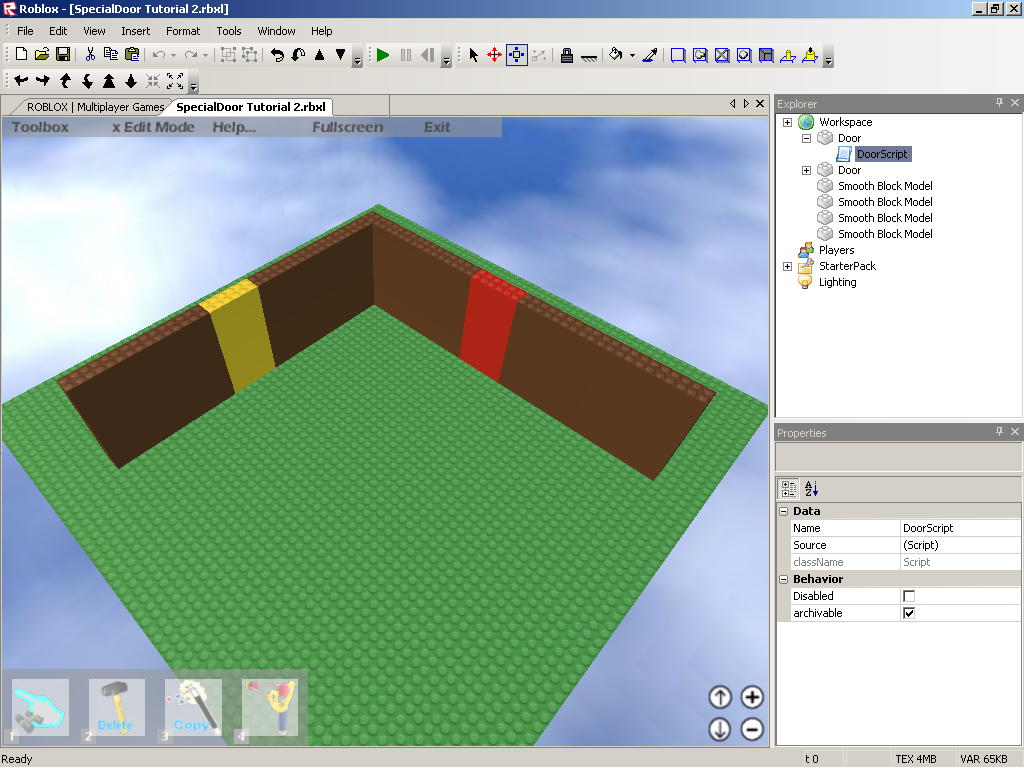 Roblox - [SpecialDoor Tutorial 2.rbxl]
File Edit View Insert Format Tools Window Help
ROBLOX | Multiplayer Games SpecialDoor Tutorial 2.rbxl
Toolbox x Edit Mode Help... Fullscreen Exit
Explorer
Workspace
Door
DoorScript
Door
Smooth Block Model
Smooth Block Model
Smooth Block Model
Smooth Block Model
Players
StarterPack
Lighting
Properties
A
Z
Data
Name DoorScript
Source (Script)
className Script
Behavior
Disabled
archivable
Delete Copy
1 2 3 4
Ready t 0 TEX 4MB VAR 65KB